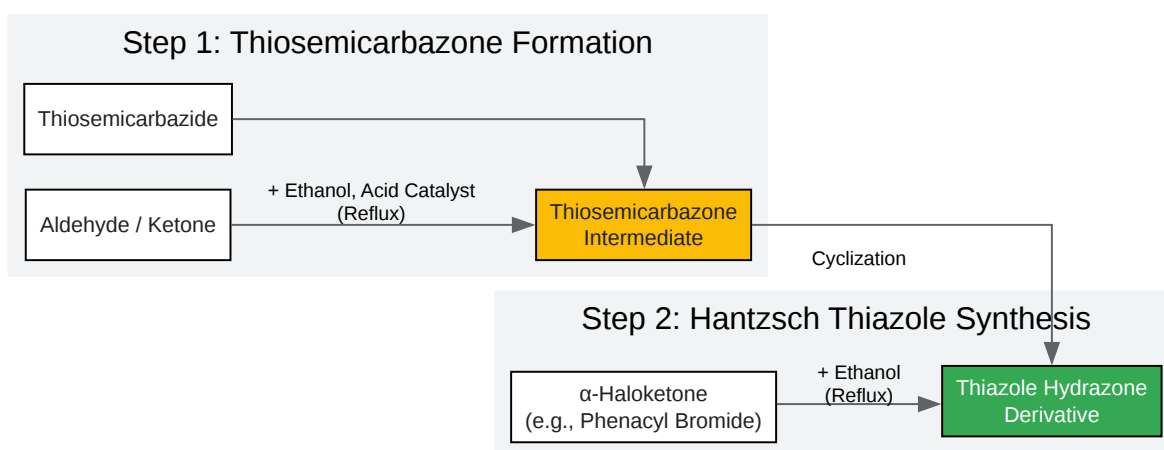 Step 1: Thiosemicarbazone Formation
Thiosemicarbazide
Aldehyde / Ketone
+ Ethanol, Acid Catalyst
(Reflux)
Thiosemicarbazone
Intermediate
Cyclization
Step 2: Hantzsch Thiazole Synthesis
α-Haloketone
(e.g., Phenacyl Bromide)
+ Ethanol
(Reflux)
Thiazole Hydrazone
Derivative